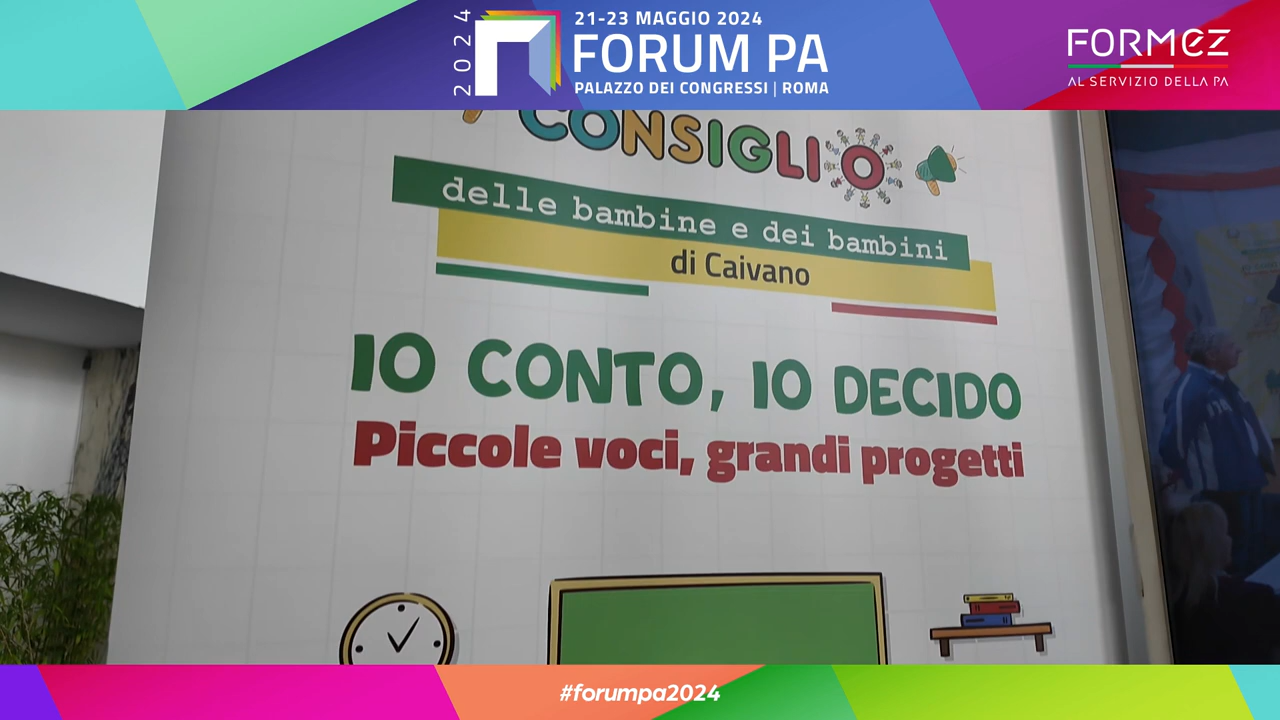 2024
21-23 MAGGIO 2024
FORUM PA
PALAZZO DEI CONGRESSI | ROMA
FORMEZ
AL SERVIZIO DELLA PA
CONSIGLIO
delle bambine e dei bambini
di Caivano
IO CONTO, IO DECIDO
Piccole voci, grandi progetti
#forumpa2024